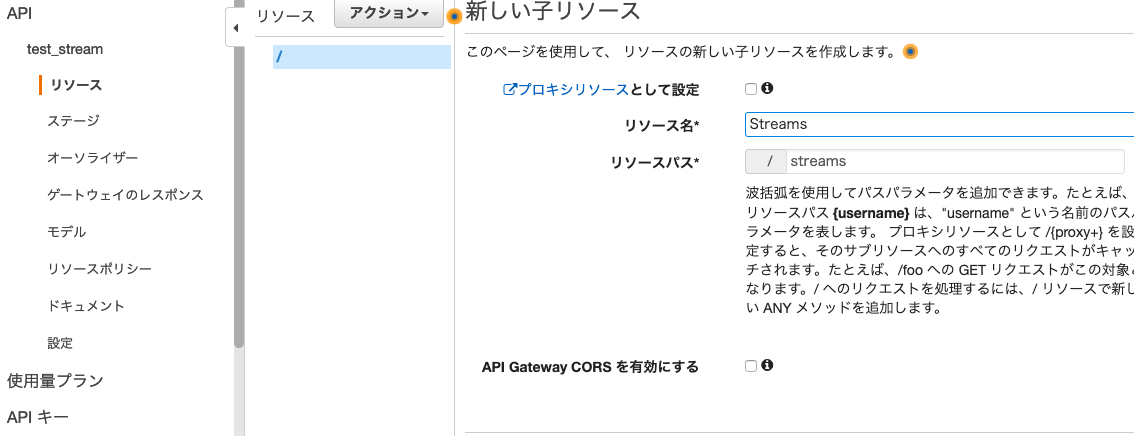 API
test_stream
リソース
ステージ
オーソライザー
ゲートウェイのレスポンス
モデル
リソースポリシー
ドキュメント
設定
使用量プラン
API キー
リソース
アクション
/
新しい子リソース
このページを使用して、 リソースの新しい子リソースを作成します。
プロキシリソースとして設定
リソース名*
Streams
リソースパス*
/ streams
波括弧を使用してパスパラメータを追加できます。たとえば、
リソースパス {username} は、"username" という名前のパスパ
ラメータを表します。 プロキシリソースとして /{proxy+} を設
定すると、そのサブリソースへのすべてのリクエストがキャッ
チされます。たとえば、/foo への GET リクエストがこの対象と
なります。/ へのリクエストを処理するには、/ リソースで新し
い ANY メソッドを追加します。
API Gateway CORS を有効にする